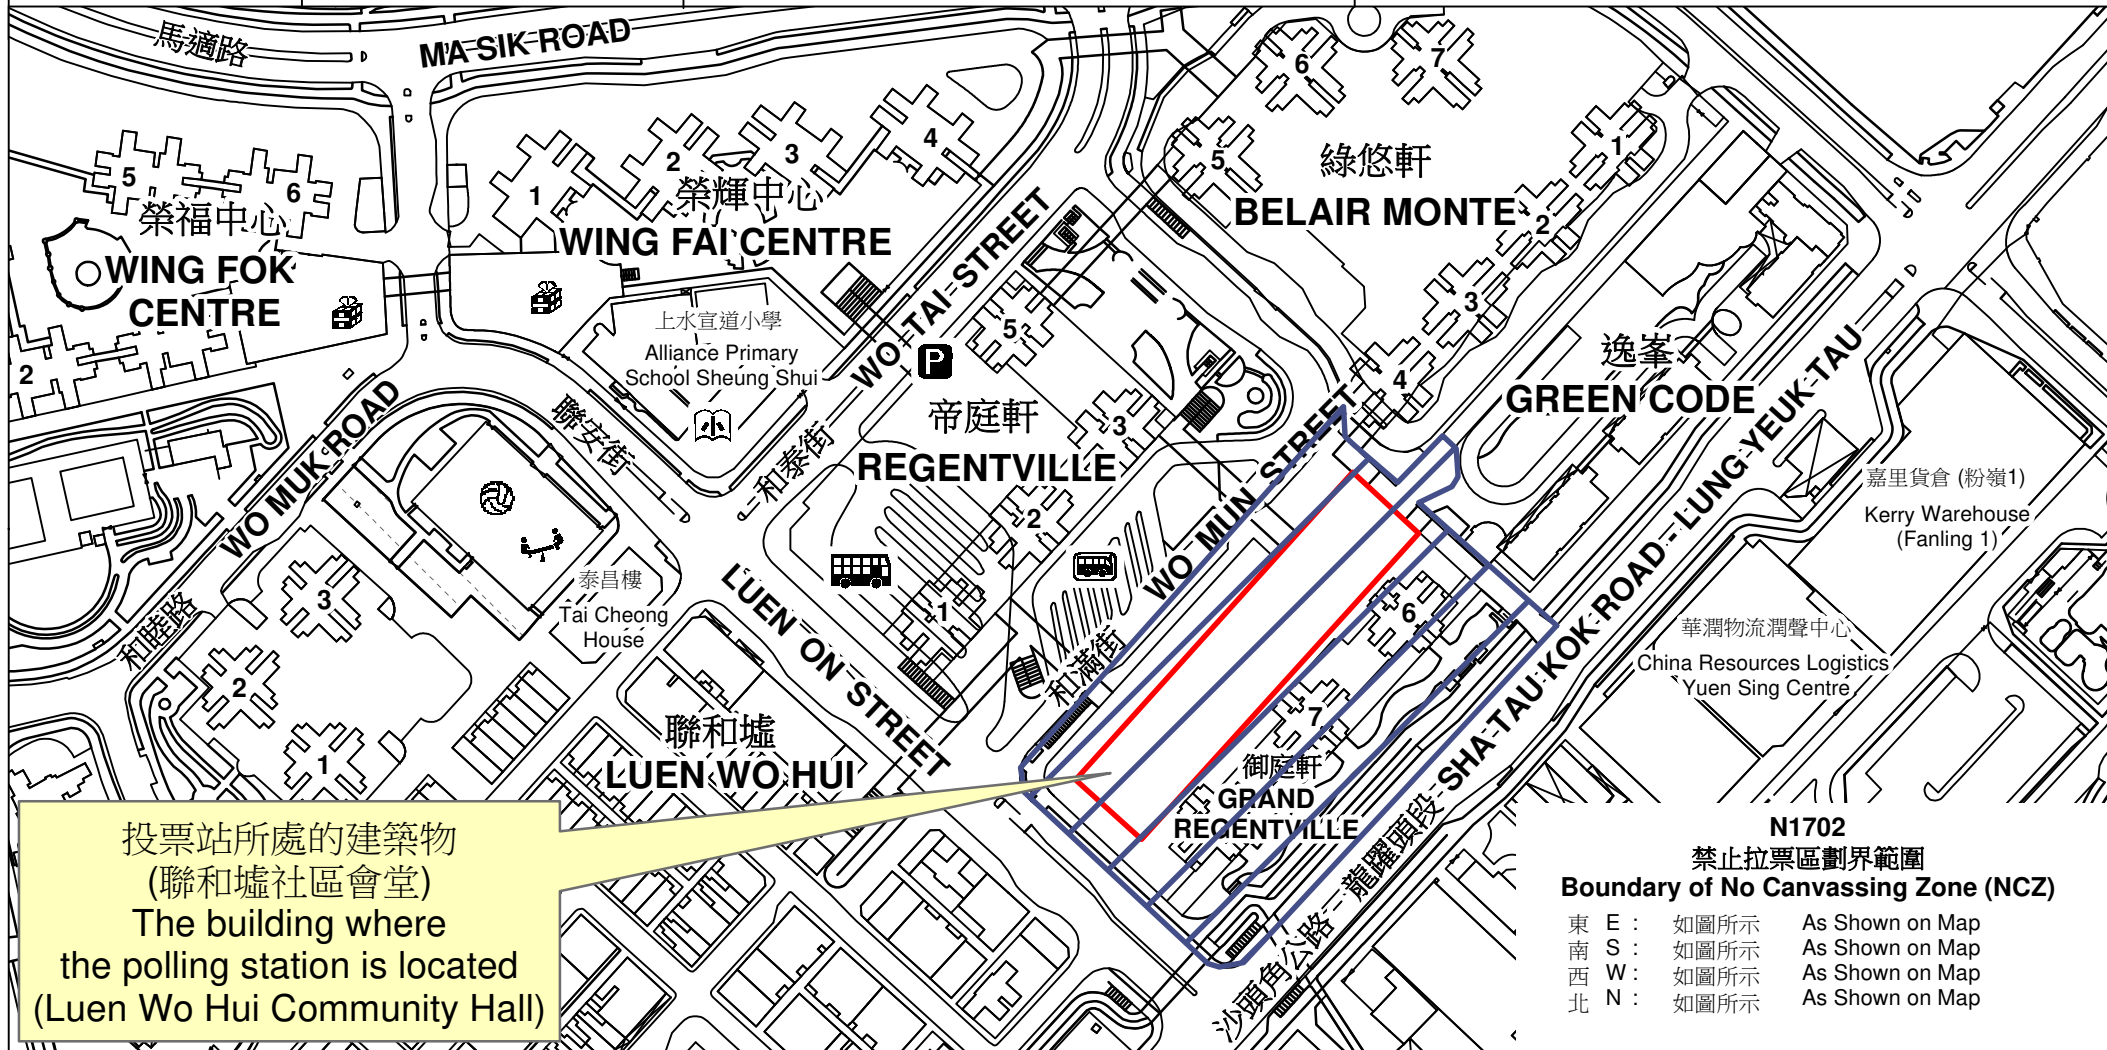 馬適路
MA SIK ROAD
6
7
5
6
榮福中心
WING FOK
CENTRE
2
1
2
3
4
榮輝中心
WING FAI CENTRE
5
綠悠軒
BELAIR MONTE
1
2
3
4
上水宣道小學
Alliance Primary
School Sheung Shui
小
WO TAI STREET
和泰街
P
5
帝庭軒
REGENTVILLE
3
2
1
逸峯
GREEN CODE
WO MUK ROAD
和睦路
聯安街
LUEN ON STREET
泰昌樓
Tai Cheong
House
3
2
1
聯和墟
LUEN WO HUI
WO MUN STREET
和滿街
6
7
御庭軒
GRAND
REGENTVILLE
沙頭角公路 - 龍躍頭段
SHA TAU KOK ROAD - LUNG YEUK TAU
嘉里貨倉 (粉嶺1)
Kerry Warehouse
(Fanling 1)
華潤物流潤聲中心
China Resources Logistics
Yuen Sing Centre
投票站所處的建築物
(聯和墟社區會堂)
The building where
the polling station is located
(Luen Wo Hui Community Hall)
N1702
禁止拉票區劃界範圍
Boundary of No Canvassing Zone (NCZ)
東 E : 如圖所示 As Shown on Map
南 S : 如圖所示 As Shown on Map
西 W : 如圖所示 As Shown on Map
北 N : 如圖所示 As Shown on Map